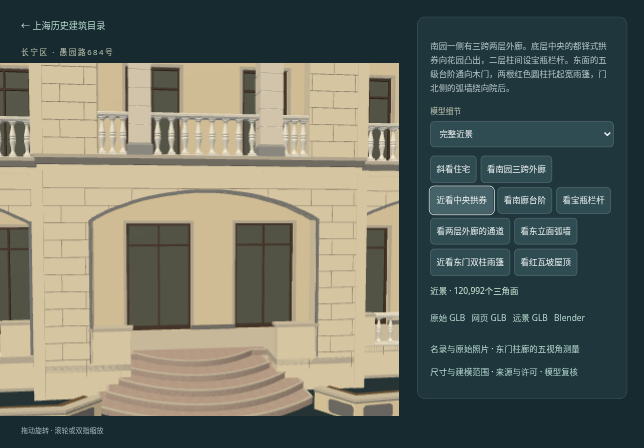 ← 上海历史建筑目录
长宁区 · 愚园路684号
南园一侧有三跨两层外廊。底层中央的都铎式拱
券向花园凸出，二层柱间设宝瓶栏杆。东面的五
级台阶通向木门，两根红色圆柱托起宽雨篷，门
北侧的弧墙绕向院后。
模型细节
完整近景
斜看住宅 看南园三跨外廊
近看中央拱券 看南廊台阶 看宝瓶栏杆
看两层外廊的通道 看东立面弧墙
近看东门双柱雨篷 看红瓦坡屋顶
近景 · 120,992个三角面
原始 GLB 网页 GLB 远景 GLB Blender
名录与原始照片 · 东门柱廊的五视角测量
尺寸与建模范围 · 来源与许可 · 模型复核
拖动旋转 · 滚轮或双指缩放